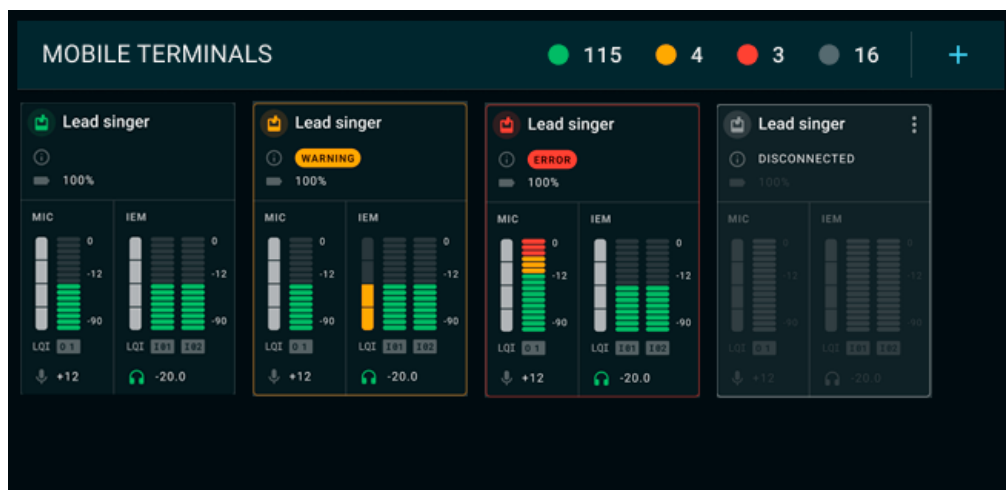 MOBILE TERMINALS 115 4 3 16 +
Lead singer
100%
MIC IEM
0 0
-12 -12
-90 -90
LQI 0 1 LQI I01 I02
+12 -20.0
Lead singer
WARNING
100%
MIC IEM
0 0
-12 -12
-90 -90
LQI 0 1 LQI I01 I02
+12 -20.0
Lead singer
ERROR
100%
MIC IEM
0 0
-12 -12
-90 -90
LQI 0 1 LQI I01 I02
+12 -20.0
Lead singer
DISCONNECTED
100%
MIC IEM
0 0
-12 -12
-90 -90
LQI 0 1 LQI I01 I02
+12 -20.0